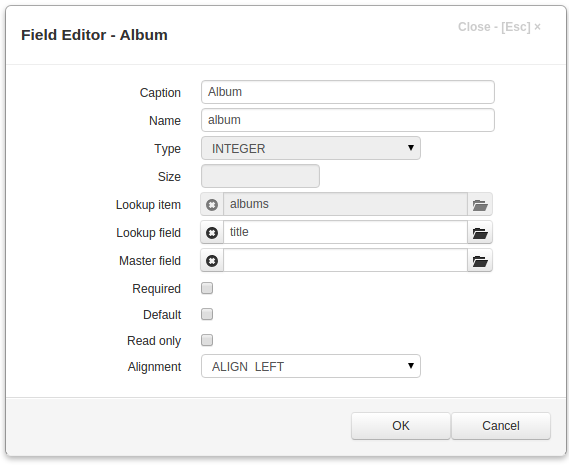 Field Editor - Album
Close - [Esc] ×
Caption Album
Name album
Type INTEGER
Size
Lookup item albums
Lookup field title
Master field
Required
Default
Read only
Alignment ALIGN_LEFT
OK Cancel